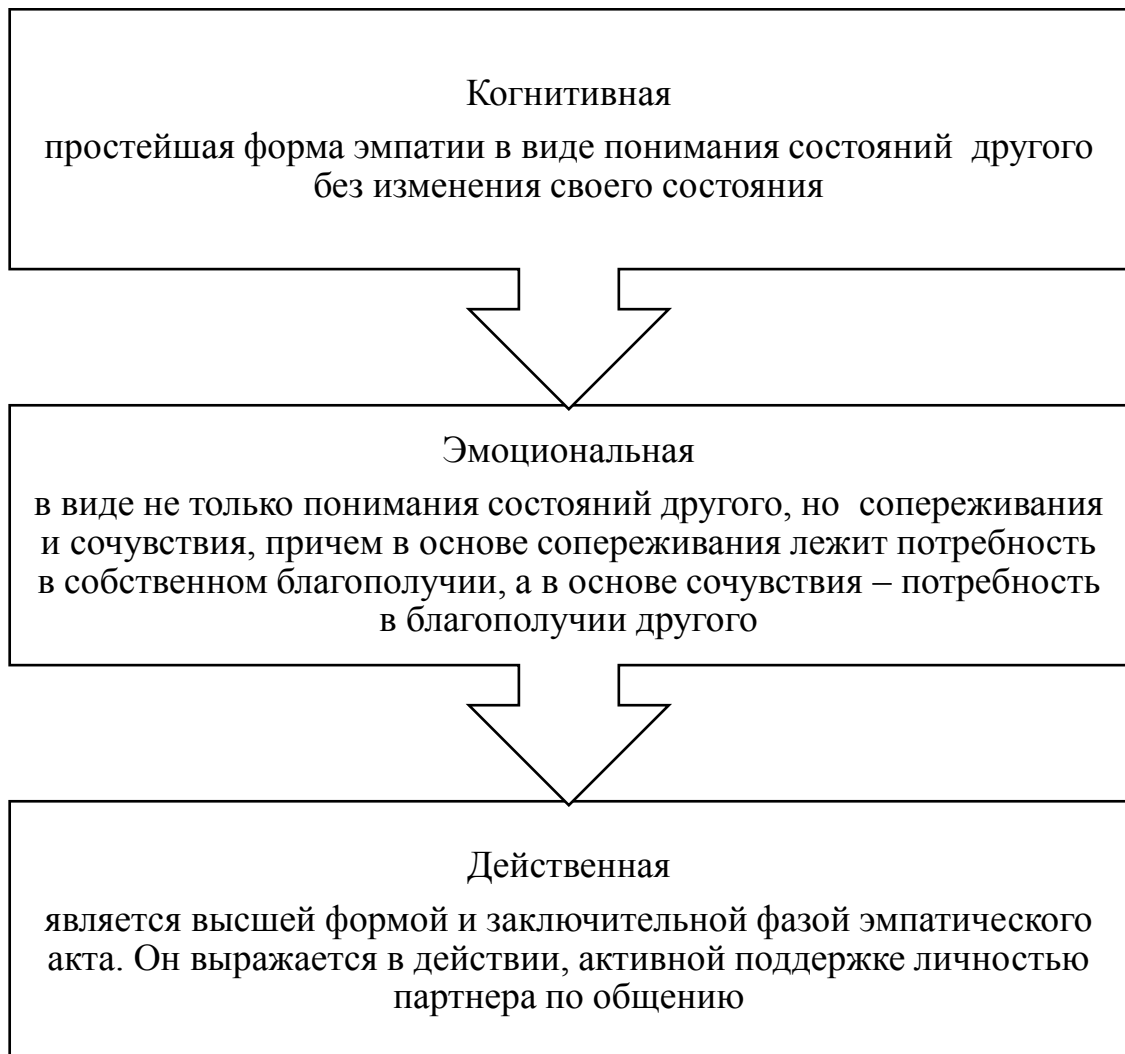 Когнитивная
простейшая форма эмпатии в виде понимания состояний  другого
без изменения своего состояния
Эмоциональная
в виде не только понимания состояний другого, но  сопереживания
и сочувствия, причем в основе сопереживания лежит потребность
в собственном благополучии, а в основе сочувствия – потребность
в благополучии другого
Действенная
является высшей формой и заключительной фазой эмпатического
акта. Он выражается в действии, активной поддержке личностью
партнера по общению